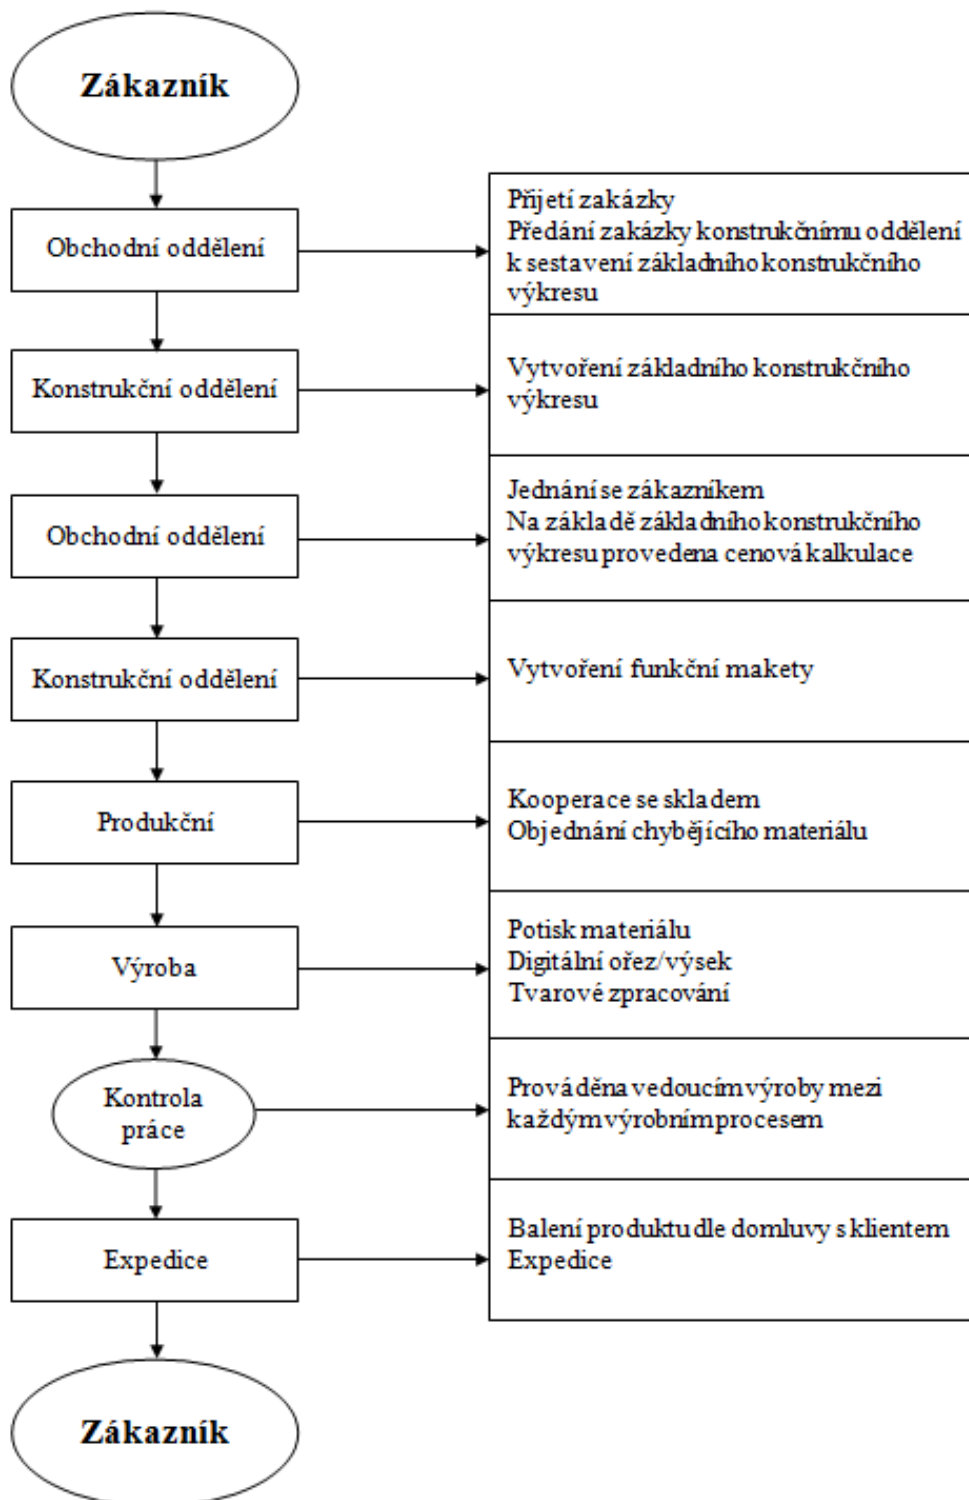 Zákazník
Obchodní oddělení
Přijetí zakázky
Předání zakázky konstrukčnímu oddělení
k sestavení základního konstrukčního
výkresu
Konstrukční oddělení
Vytvoření základního konstrukčního
výkresu
Obchodní oddělení
Jednání se zákazníkem
Na základě základního konstrukčního
výkresu provedena cenová kalkulace
Konstrukční oddělení
Vytvoření funkční makety
Produkční
Kooperace se skladem
Objednání chybějícího materiálu
Výroba
Potisk materiálu
Digitální ořez/výsek
Tvarové zpracování
Kontrola
práce
Prováděna vedoucím výroby mezi
každým výrobním procesem
Expedice
Balení produktu dle domluvy s klientem
Expedice
Zákazník